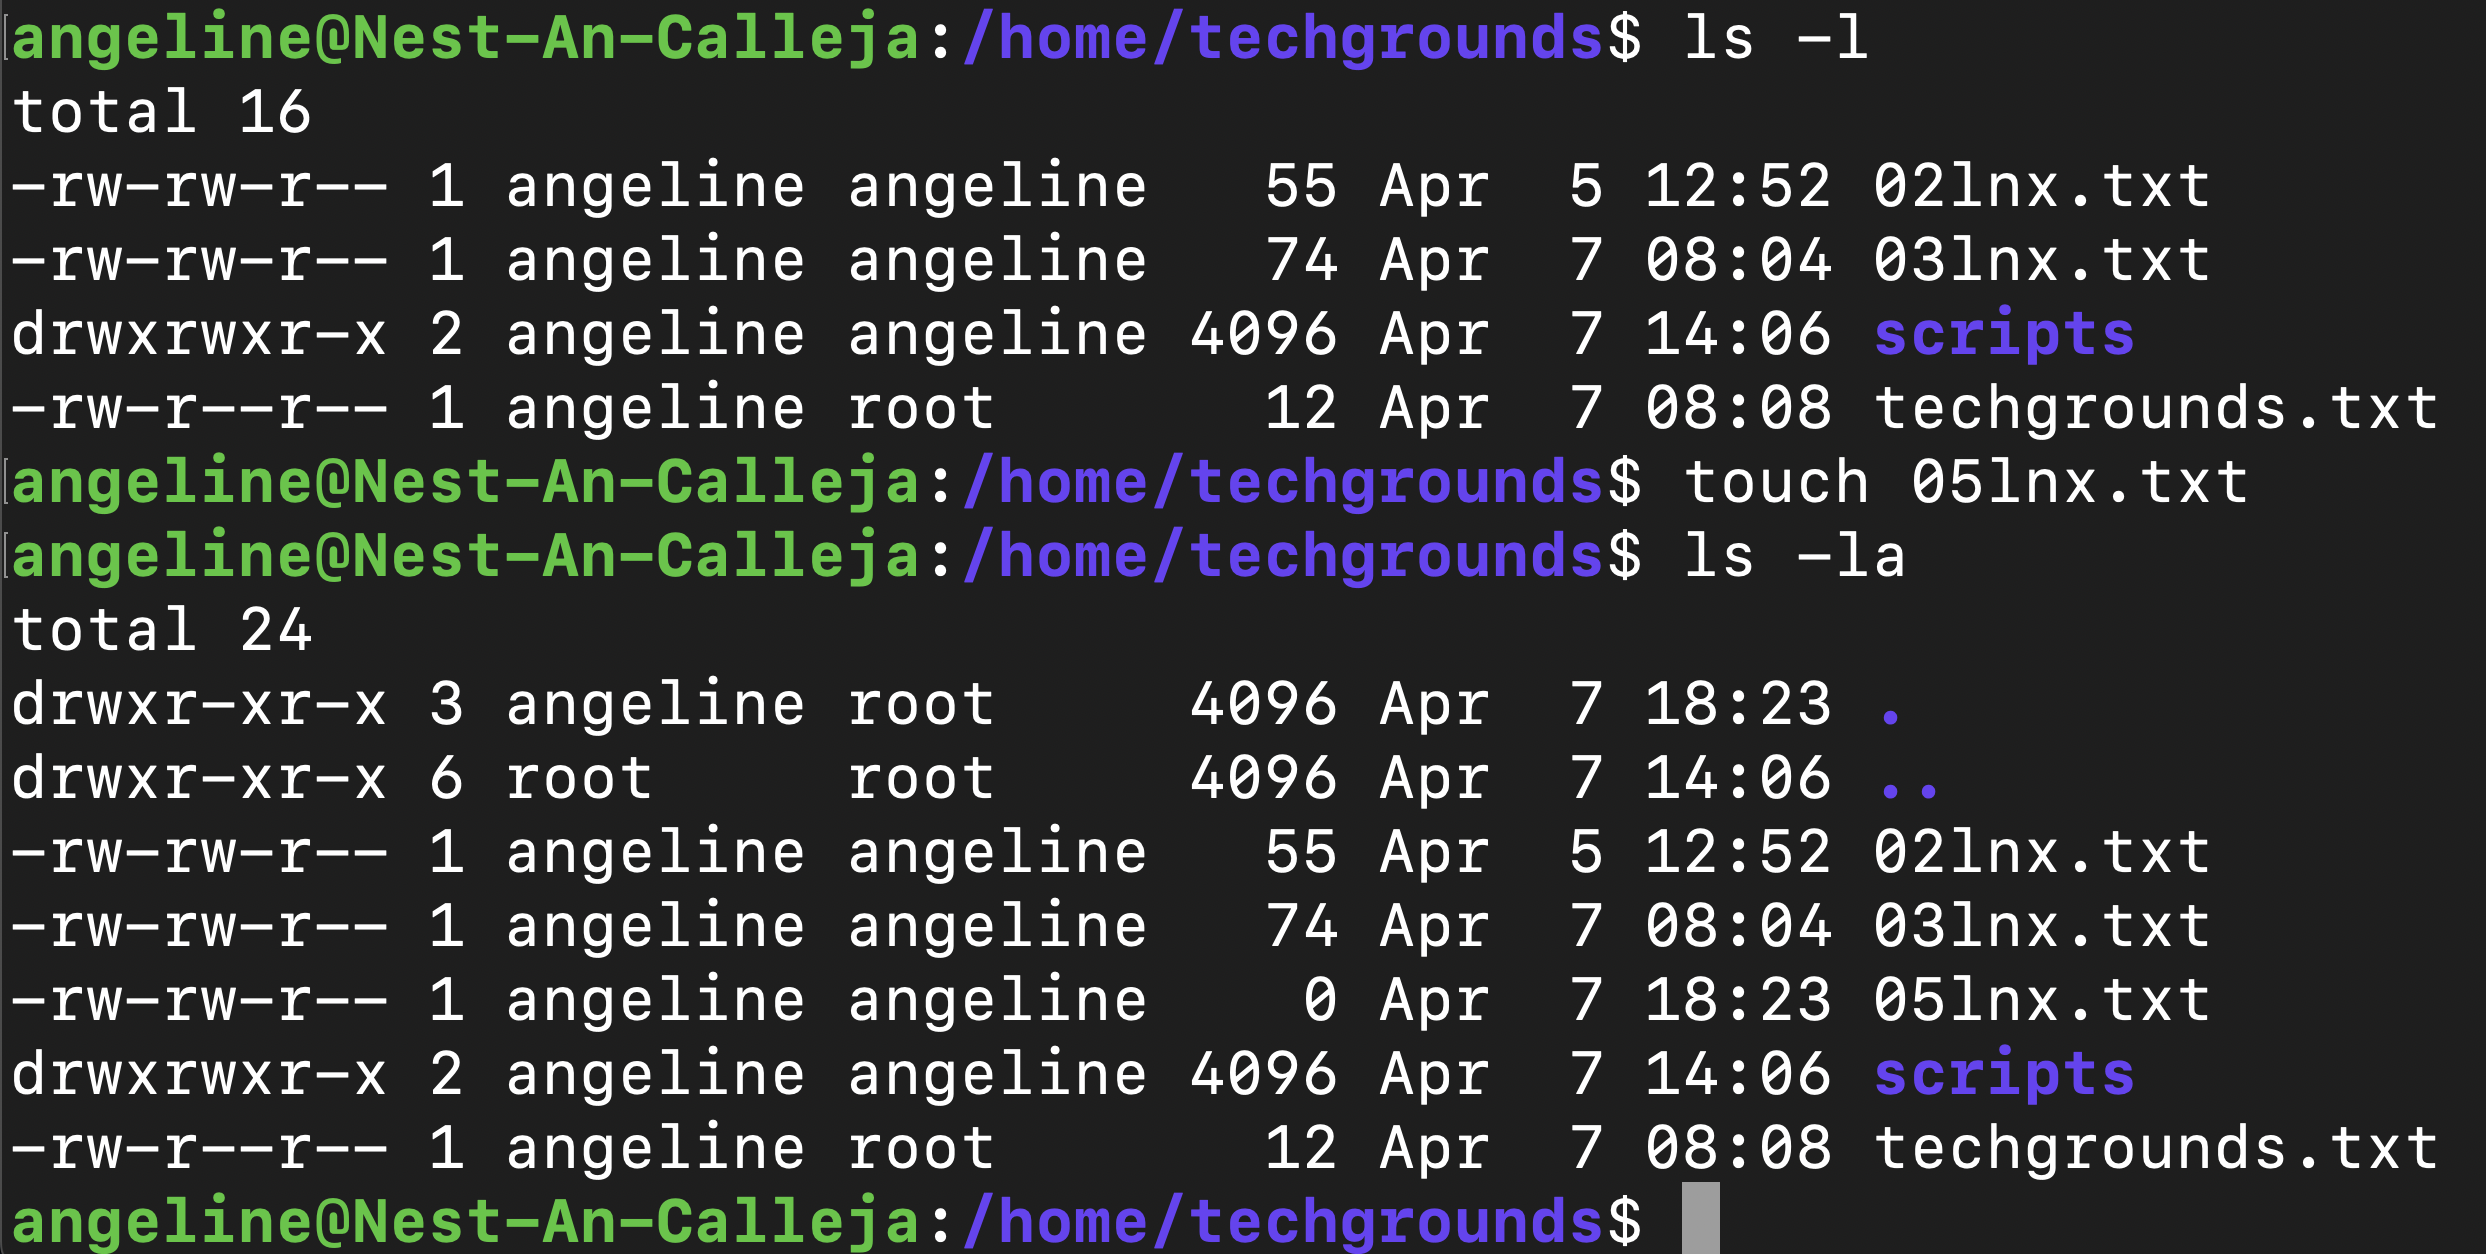 angeline@Nest-An-Calleja:/home/techgrounds$ ls -l
total 16
-rw-rw-r-- 1 angeline angeline   55 Apr  5 12:52 02lnx.txt
-rw-rw-r-- 1 angeline angeline   74 Apr  7 08:04 03lnx.txt
drwxrwxr-x 2 angeline angeline 4096 Apr  7 14:06 scripts
-rw-r--r-- 1 angeline root       12 Apr  7 08:08 techgrounds.txt
angeline@Nest-An-Calleja:/home/techgrounds$ touch 05lnx.txt
angeline@Nest-An-Calleja:/home/techgrounds$ ls -la
total 24
drwxr-xr-x 3 angeline root     4096 Apr  7 18:23 .
drwxr-xr-x 6 root     root     4096 Apr  7 14:06 ..
-rw-rw-r-- 1 angeline angeline   55 Apr  5 12:52 02lnx.txt
-rw-rw-r-- 1 angeline angeline   74 Apr  7 08:04 03lnx.txt
-rw-rw-r-- 1 angeline angeline    0 Apr  7 18:23 05lnx.txt
drwxrwxr-x 2 angeline angeline 4096 Apr  7 14:06 scripts
-rw-r--r-- 1 angeline root       12 Apr  7 08:08 techgrounds.txt
angeline@Nest-An-Calleja:/home/techgrounds$